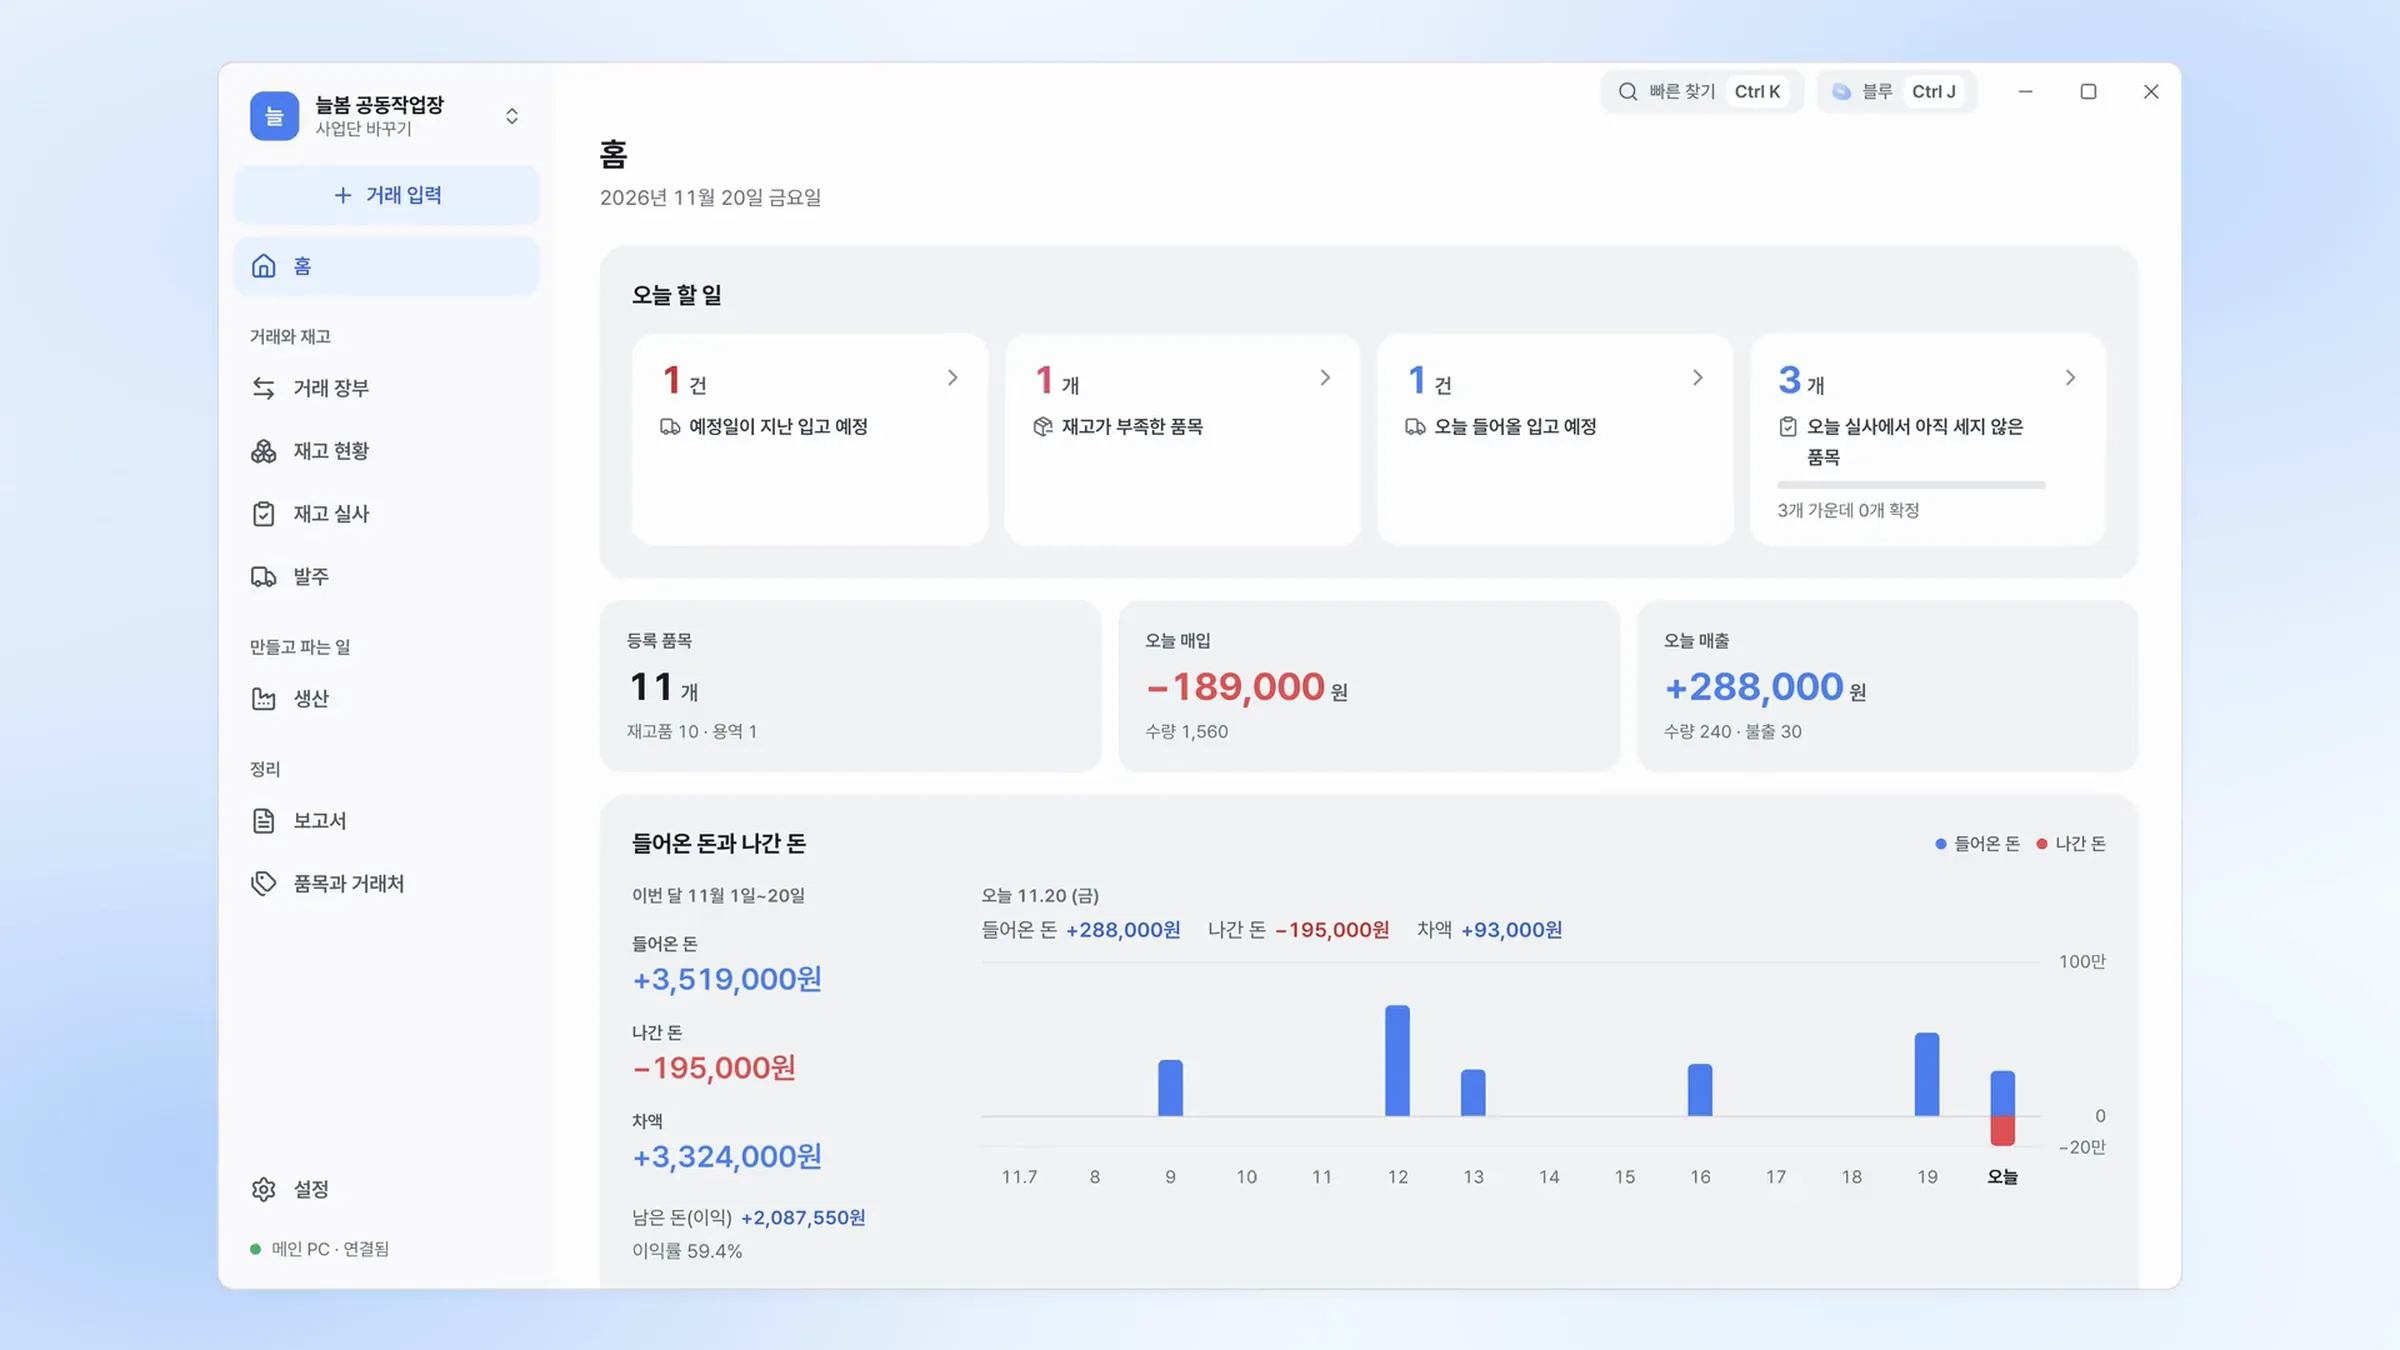 늘
늘봄 공동작업장
사업단 바꾸기
거래 입력
홈
거래와 재고
거래 장부
재고 현황
재고 실사
발주
만들고 파는 일
생산
정리
보고서
품목과 거래처
설정
메인 PC · 연결됨
빠른 찾기 Ctrl K
블루 Ctrl J
홈
2026년 11월 20일 금요일
오늘 할 일
1 건
예정일이 지난 입고 예정
1 개
재고가 부족한 품목
1 건
오늘 들어올 입고 예정
3 개
오늘 실사에서 아직 세지 않은
품목
3개 가운데 0개 확정
등록 품목
11 개
재고품 10 · 용역 1
오늘 매입
−189,000 원
수량 1,560
오늘 매출
+288,000 원
수량 240 · 불출 30
들어온 돈과 나간 돈
들어온 돈 나간 돈
이번 달 11월 1일~20일
들어온 돈
+3,519,000원
나간 돈
−195,000원
차액
+3,324,000원
남은 돈(이익) +2,087,550원
이익률 59.4%
오늘 11.20 (금)
들어온 돈 +288,000원 나간 돈 −195,000원 차액 +93,000원
100만
0
−20만
11.7 8 9 10 11 12 13 14 15 16 17 18 19 오늘